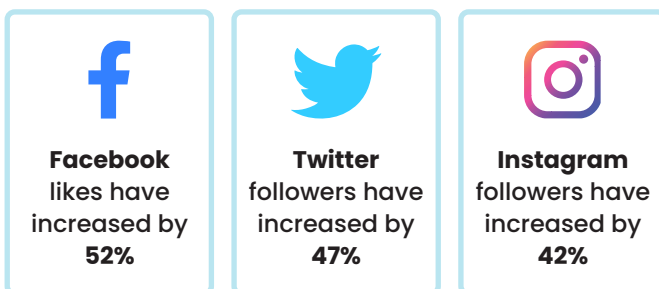 Facebook
likes have
increased by
52%
Twitter
followers have
increased by
47%
Instagram
followers have
increased by
42%